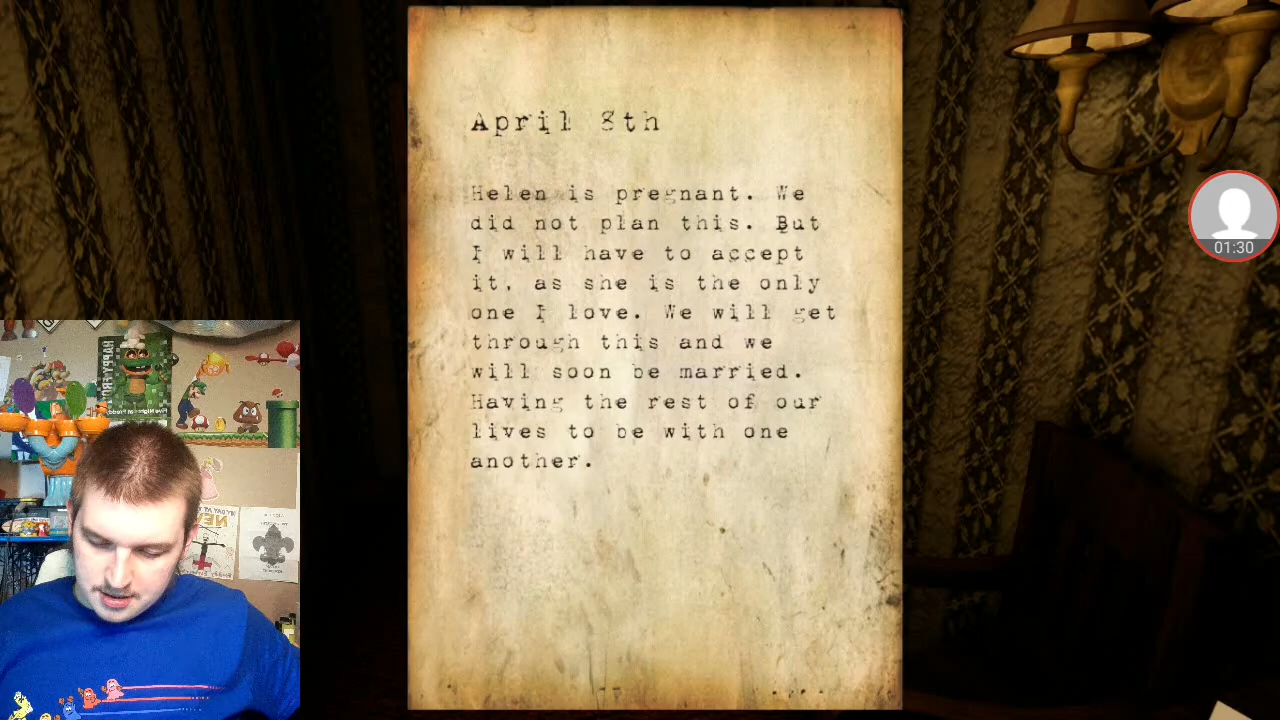 April 8th
Helen is pregnant. We
did not plan this. But
I will have to accept
it, as she is the only
one I love. We will get
through this and we
will soon be married.
Having the rest of our
lives to be with one
another.
01:30